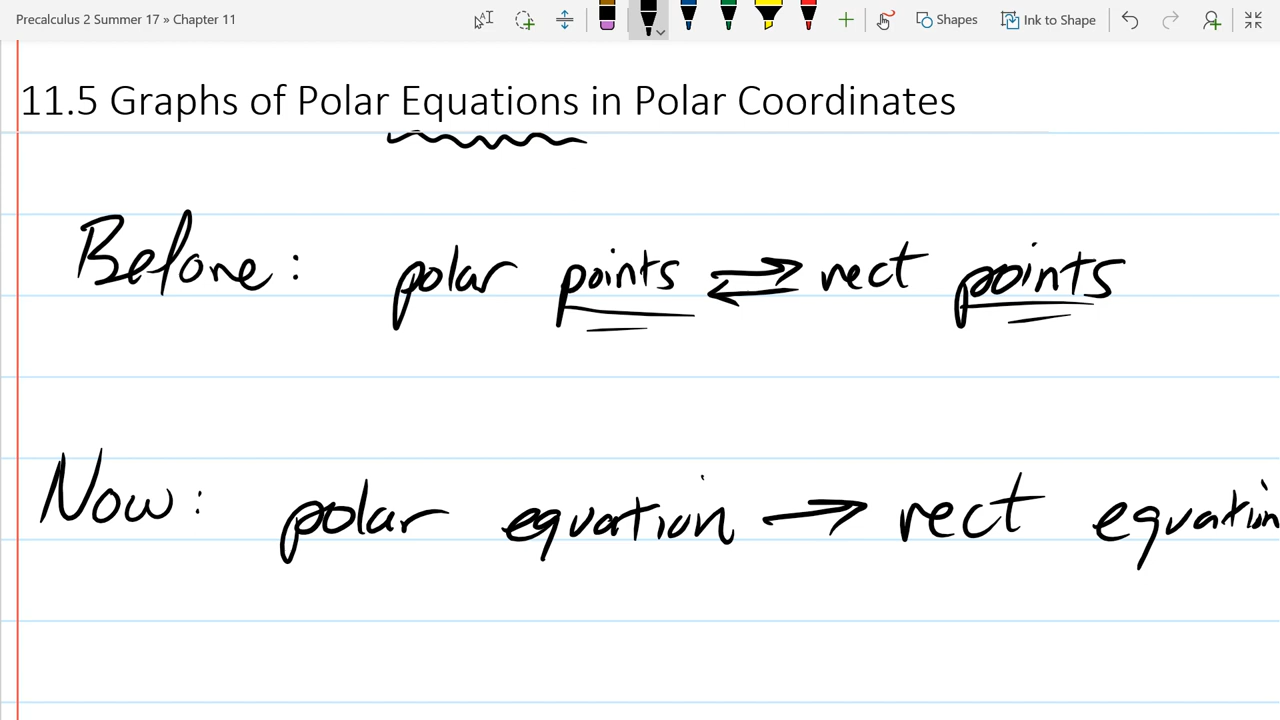 Precalculus 2 Summer 17 » Chapter 11
Shapes
Ink to Shape
11.5 Graphs of Polar Equations in Polar Coordinates
Before: polar points ⇄ rect points
Now: polar equation → rect equation